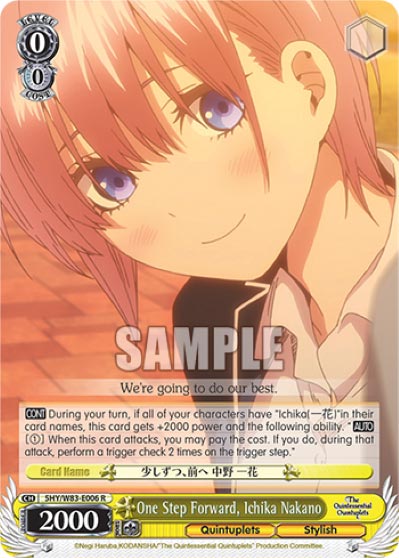 LEVEL
0
0
COST
SAMPLE
We're going to do our best.
CONT During your turn, if all of your characters have "Ichika(一花)"in their
card names, this card gets +2000 power and the following ability. "AUTO
[①] When this card attacks, you may pay the cost. If you do, during that
attack, perform a trigger check 2 times on the trigger step."
Card Name 少しずつ、前へ 中野 一花
CH 5HY/W83-E006 R
One Step Forward, Ichika Nakano
The Quintessential Quintuplets
2000
Quintuplets Stylish
©Negi Haruba,KODANSHA/"The Quintessential Quintuplets" Production Committee.